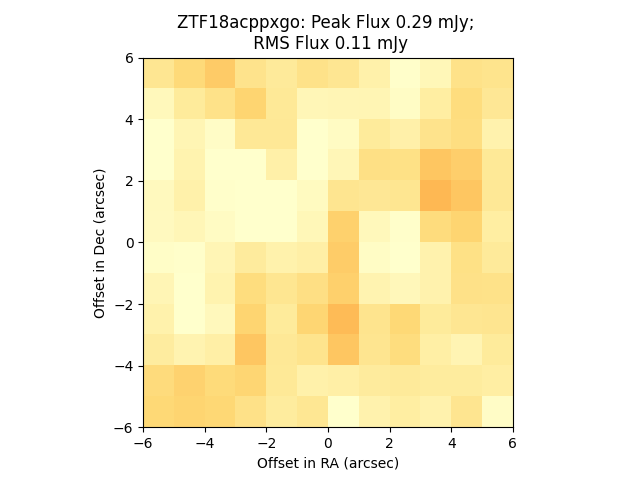 ZTF18acppxgo: Peak Flux 0.29 mJy;
RMS Flux 0.11 mJy
6
4
2
0
−2
−4
−6
Offset in Dec (arcsec)
−6 −4 −2 0 2 4 6
Offset in RA (arcsec)